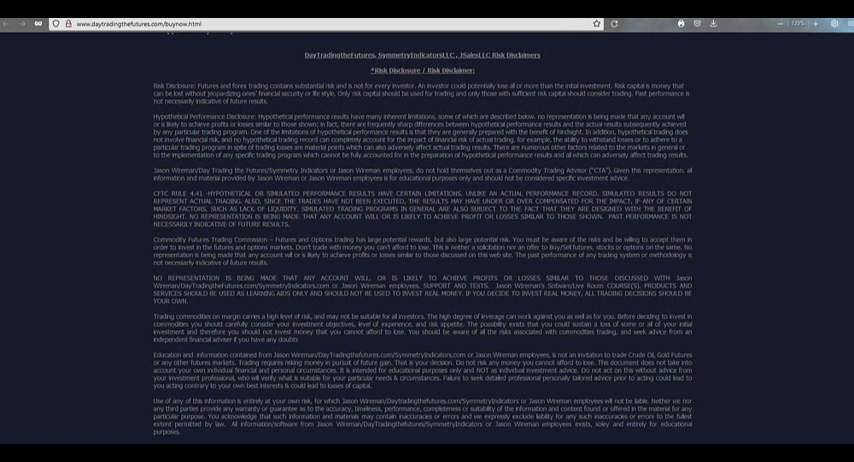 www.daytradingthefutures.com/buynow.html
120%
DayTradingtheFutures, SymmetryIndicatorsLLC, JSalesLLC Risk Disclaimers
*Risk Disclosure / Risk Disclaimer:
Risk Disclosure: Futures and forex trading contains substantial risk and is not for every investor. An investor could potentially lose all or more than the initial investment. Risk capital is money that
can be lost without jeopardizing ones' financial security or life style. Only risk capital should be used for trading and only those with sufficient risk capital should consider trading. Past performance is
not necessarily indicative of future results.
Hypothetical Performance Disclosure: Hypothetical performance results have many inherent limitations, some of which are described below. no representation is being made that any account will
or is likely to achieve profits or losses similar to those shown; in fact, there are frequently sharp differences between hypothetical performance results and the actual results subsequently achieved
by any particular trading program. One of the limitations of hypothetical performance results is that they are generally prepared with the benefit of hindsight. In addition, hypothetical trading does
not involve financial risk, and no hypothetical trading record can completely account for the impact of financial risk of actual trading. for example, the ability to withstand losses or to adhere to a
particular trading program in spite of trading losses are material points which can also adversely affect actual trading results. There are numerous other factors related to the markets in general or
to the implementation of any specific trading program which cannot be fully accounted for in the preparation of hypothetical performance results and all which can adversely affect trading results.
Jason Wireman/Day Trading the Futures/Symmetry Indicators or Jason Wireman employees, do not hold themselves out as a Commodity Trading Advisor ("CTA"). Given this representation, all
information and material provided by Jason Wireman or Jason Wireman employees is for educational purposes only and should not be considered specific investment advice.
CFTC RULE 4.41 -HYPOTHETICAL OR SIMULATED PERFORMANCE RESULTS HAVE CERTAIN LIMITATIONS. UNLIKE AN ACTUAL PERFORMANCE RECORD, SIMULATED RESULTS DO NOT
REPRESENT ACTUAL TRADING. ALSO, SINCE THE TRADES HAVE NOT BEEN EXECUTED, THE RESULTS MAY HAVE UNDER OR OVER COMPENSATED FOR THE IMPACT, IF ANY, OF CERTAIN
MARKET FACTORS, SUCH AS LACK OF LIQUIDITY. SIMULATED TRADING PROGRAMS IN GENERAL ARE ALSO SUBJECT TO THE FACT THAT THEY ARE DESIGNED WITH THE BENEFIT OF
HINDSIGHT. NO REPRESENTATION IS BEING MADE THAT ANY ACCOUNT WILL OR IS LIKELY TO ACHIEVE PROFIT OR LOSSES SIMILAR TO THOSE SHOWN. PAST PERFORMANCE IS NOT
NECESSARILY INDICATIVE OF FUTURE RESULTS.
Commodity Futures Trading Commission – Futures and Options trading has large potential rewards, but also large potential risk. You must be aware of the risks and be willing to accept them in
order to invest in the futures and options markets. Don't trade with money you can't afford to lose. This is neither a solicitation nor an offer to Buy/Sell futures, stocks or options on the same. No
representation is being made that any account will or is likely to achieve profits or losses similar to those discussed on this web site. The past performance of any trading system or methodology is
not necessarily indicative of future results.
NO REPRESENTATION IS BEING MADE THAT ANY ACCOUNT WILL, OR IS LIKELY TO ACHIEVE PROFITS OR LOSSES SIMILAR TO THOSE DISCUSSED WITH Jason
Wireman/DayTradingthefutures.com/SymmetryIndicators.com or Jason Wireman employees, SUPPORT AND TEXTS. Jason Wireman's Sotware/Live Room COURSE(S), PRODUCTS AND
SERVICES SHOULD BE USED AS LEARNING AIDS ONLY AND SHOULD NOT BE USED TO INVEST REAL MONEY. IF YOU DECIDE TO INVEST REAL MONEY, ALL TRADING DECISIONS SHOULD BE
YOUR OWN.
Trading commodities on margin carries a high level of risk, and may not be suitable for all investors. The high degree of leverage can work against you as well as for you. Before deciding to invest in
commodities you should carefully consider your investment objectives, level of experience, and risk appetite. The possibility exists that you could sustain a loss of some or all of your initial
investment and therefore you should not invest money that you cannot afford to lose. You should be aware of all the risks associated with commodities trading, and seek advice from an
independent financial adviser if you have any doubts
Education and information contained from Jason Wireman/DayTradingthefutures.com/SymmetryIndicators.com or Jason Wireman employees, is not an invitation to trade Crude Oil, Gold Futures
or any other futures markets. Trading requires risking money in pursuit of future gain. That is your decision. Do not risk any money you cannot afford to lose. This document does not take into
account your own individual financial and personal circumstances. It is intended for educational purposes only and NOT as individual investment advice. Do not act on this without advice from
your investment professional, who will verify what is suitable for your particular needs & circumstances. Failure to seek detailed professional personally tailored advice prior to acting could lead to
you acting contrary to your own best interests & could lead to losses of capital.
Use of any of this information is entirely at your own risk, for which Jason Wireman/Daytradingthefutures.com/SymmetryIndicators or Jason Wireman employees will not be liable. Neither we nor
any third parties provide any warranty or guarantee as to the accuracy, timeliness, performance, completeness or suitability of the information and content found or offered in the material for any
particular purpose. You acknowledge that such information and materials may contain inaccuracies or errors and we expressly exclude liability for any such inaccuracies or errors to the fullest
extent permitted by law. All information/software from Jason Wireman/DayTradingthefutures/SymmetryIndicators or Jason Wireman employees exists, soley and entirely for educational
purposes.